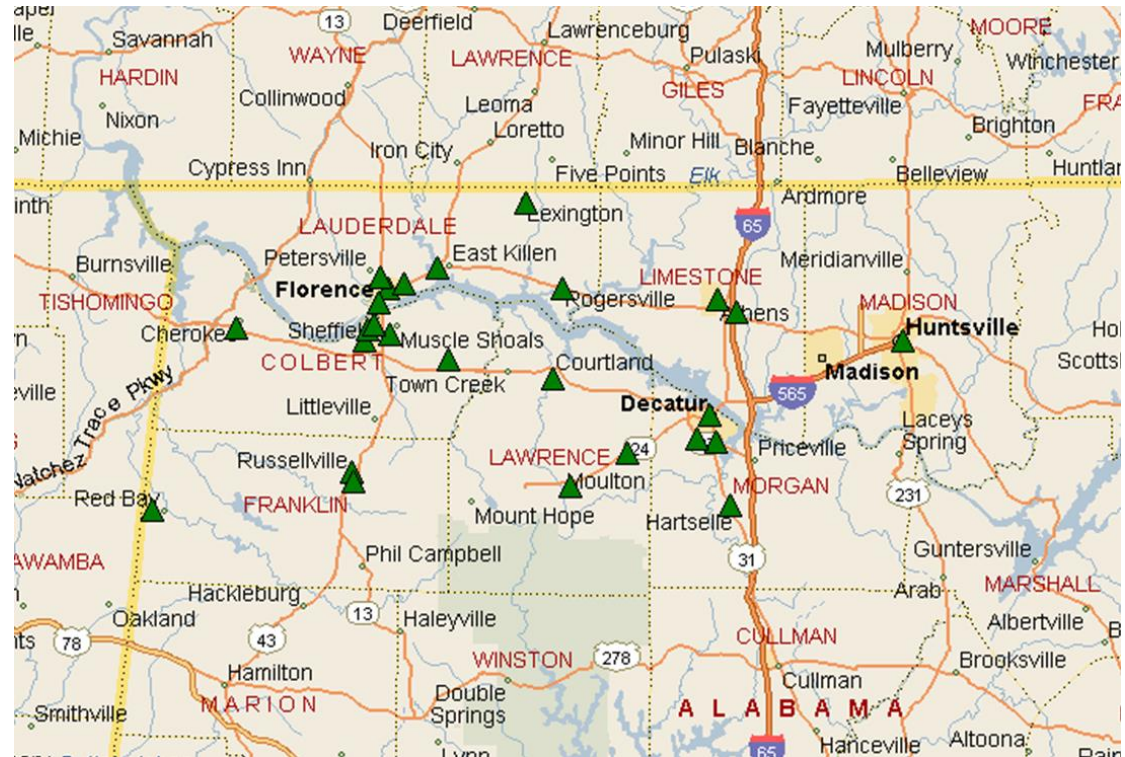 13
Deerfield
Lawrenceburg
MOORE
Savannah
WAYNE
LAWRENCE
Pulaski
Mulberry
Winchester
HARDIN
Collinwood
GILES
LINCOLN
Fayetteville
Nixon
Leoma
Loretto
Brighton
Michie
Iron City
Minor Hill
Blanche
Cypress Inn
Five Points
Elk
Belleview
Ardmore
Lexington
LAUDERDALE
65
Burnsville
Petersville
East Killen
LIMESTONE
Meridianville
Florence
TISHOMINGO
Rogersville
MADISON
Cherokee
Sheffield
Athens
Huntsville
Muscle Shoals
COLBERT
Courtland
Madison
Town Creek
565
Natchez Trace Pkwy
Littleville
Decatur
Laceys
Spring
Russellville
LAWRENCE
24
Priceville
Red Bay
FRANKLIN
Moulton
MORGAN
231
Mount Hope
Hartselle
Phil Campbell
31
Guntersville
Hackleburg
Arab
MARSHALL
Oakland
13
Haleyville
Albertville
78
43
CULLMAN
WINSTON
278
Brooksville
Hamilton
Cullman
MARION
Double
Springs
ALABAMA
Smithville
Hanceville
Altoona
65